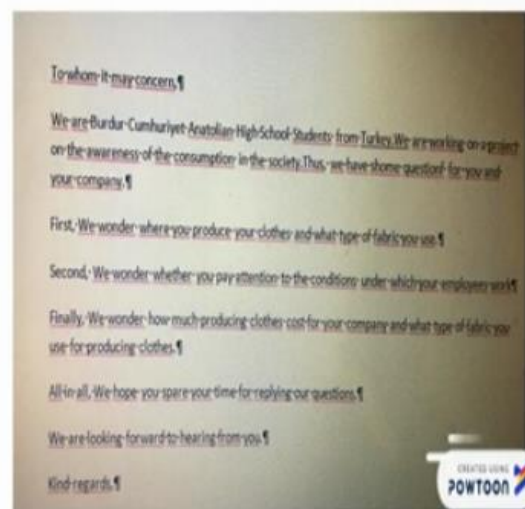 To whom it may concern,¶
We are Burdur Cumhuriyet Anatolian High School Students from Turkey. We are working on a project
on the awareness of the consumption in the society. Thus, we have shome question! for you and
your company.¶
First, We wonder where you produce your clothes and what type of fabric you use.¶
Second, We wonder whether you pay attention to the conditions under which your employees work¶
Finally, We wonder how much producing clothes cost for your company and what type of fabric you
use for producing clothes.¶
All in all, We hope you spare your time for replying our questions.¶
We are looking forward to hearing from you.¶
Kind regards.¶
CREATED USING
POWTOON